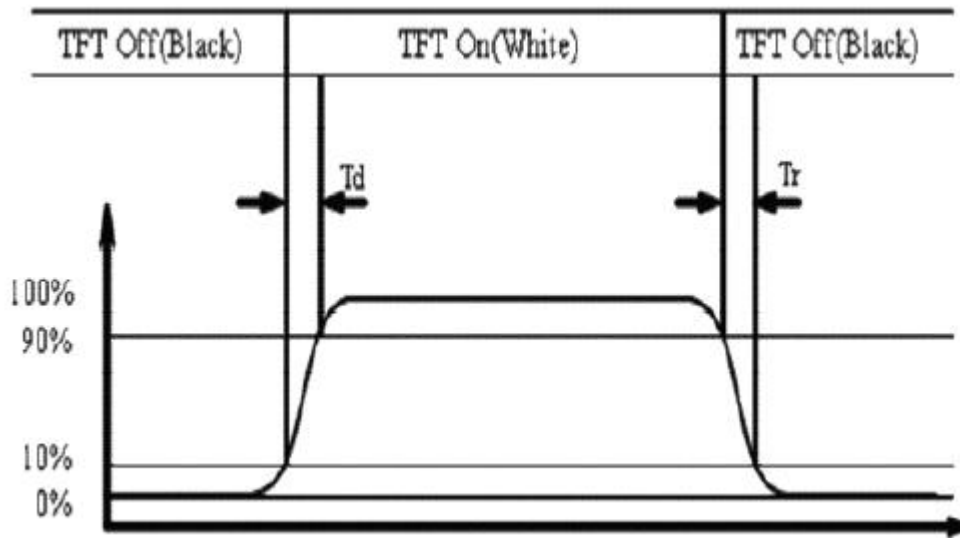 TFT Off(Black) TFT On(White) TFT Off(Black)
Td Tr
100%
90%
10%
0%